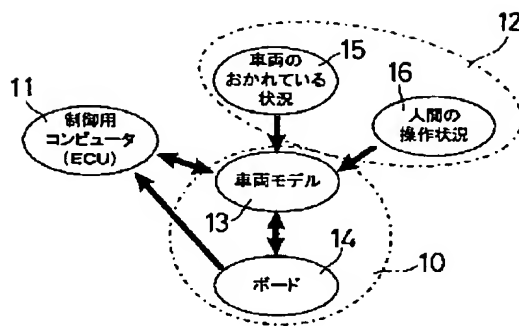 12
15
車両の
おかれている
状況
11
制御用
コンピュータ
(ECU)
16
人間の
操作状況
車両モデル
13
14
ボード
10